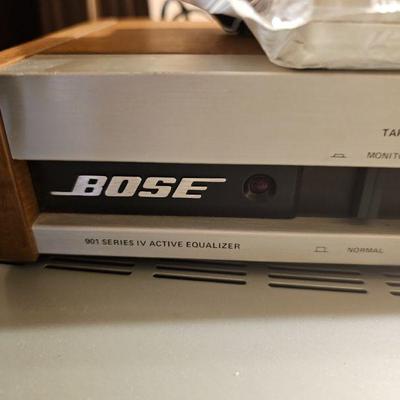 TAP
MONITO
BOSE
901 SERIES IV ACTIVE EQUALIZER
NORMAL